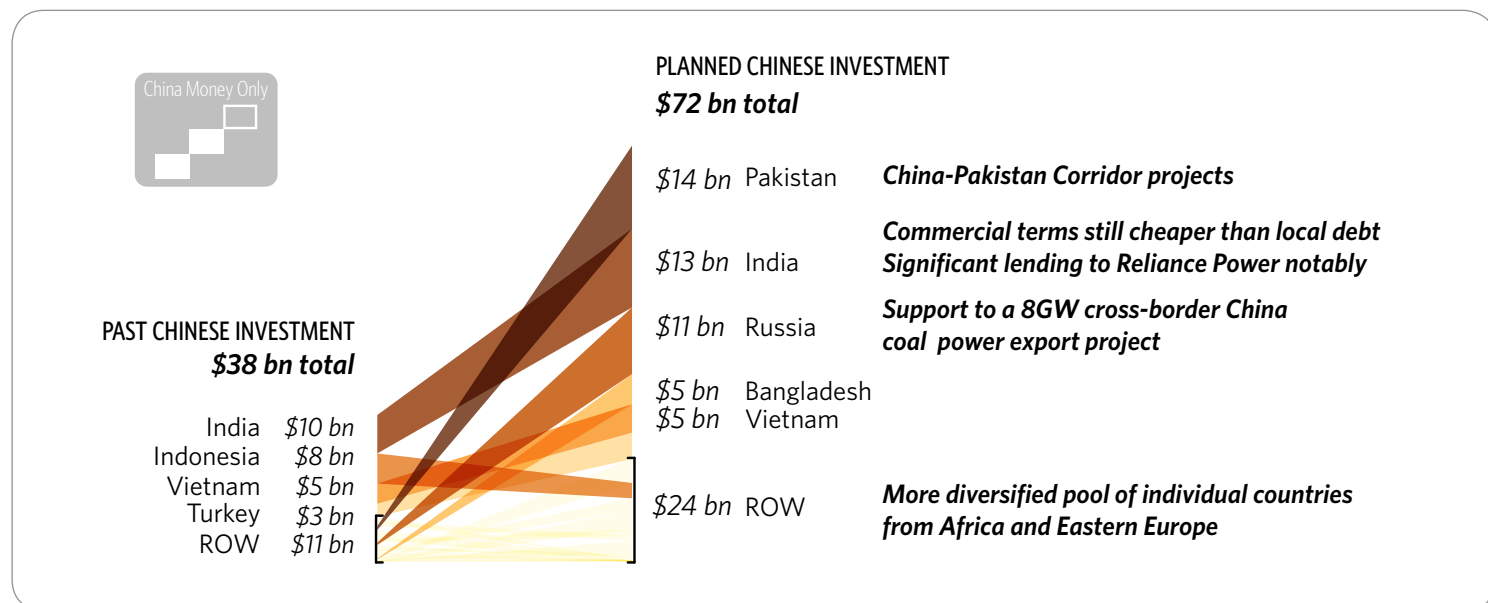 China Money Only
PLANNED CHINESE INVESTMENT
$72 bn total
$14 bn Pakistan China-Pakistan Corridor projects
$13 bn India Commercial terms still cheaper than local debt
Significant lending to Reliance Power notably
$11 bn Russia Support to a 8GW cross-border China
coal power export project
$5 bn Bangladesh
$5 bn Vietnam
$24 bn ROW More diversified pool of individual countries
from Africa and Eastern Europe
PAST CHINESE INVESTMENT
$38 bn total
India $10 bn
Indonesia $8 bn
Vietnam $5 bn
Turkey $3 bn
ROW $11 bn